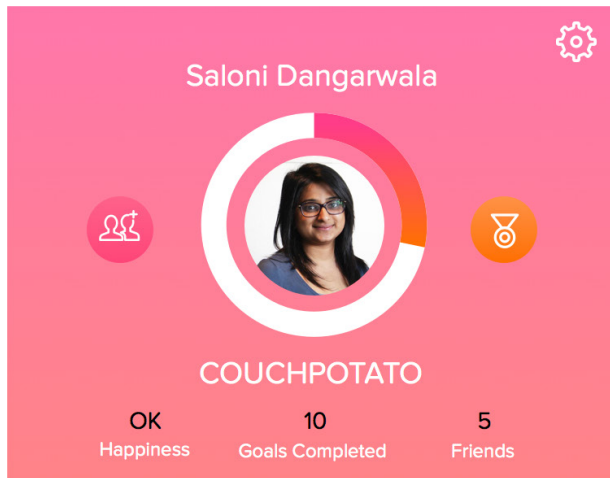 Saloni Dangarwala
COUCHPOTATO
OK 10 5
Happiness Goals Completed Friends